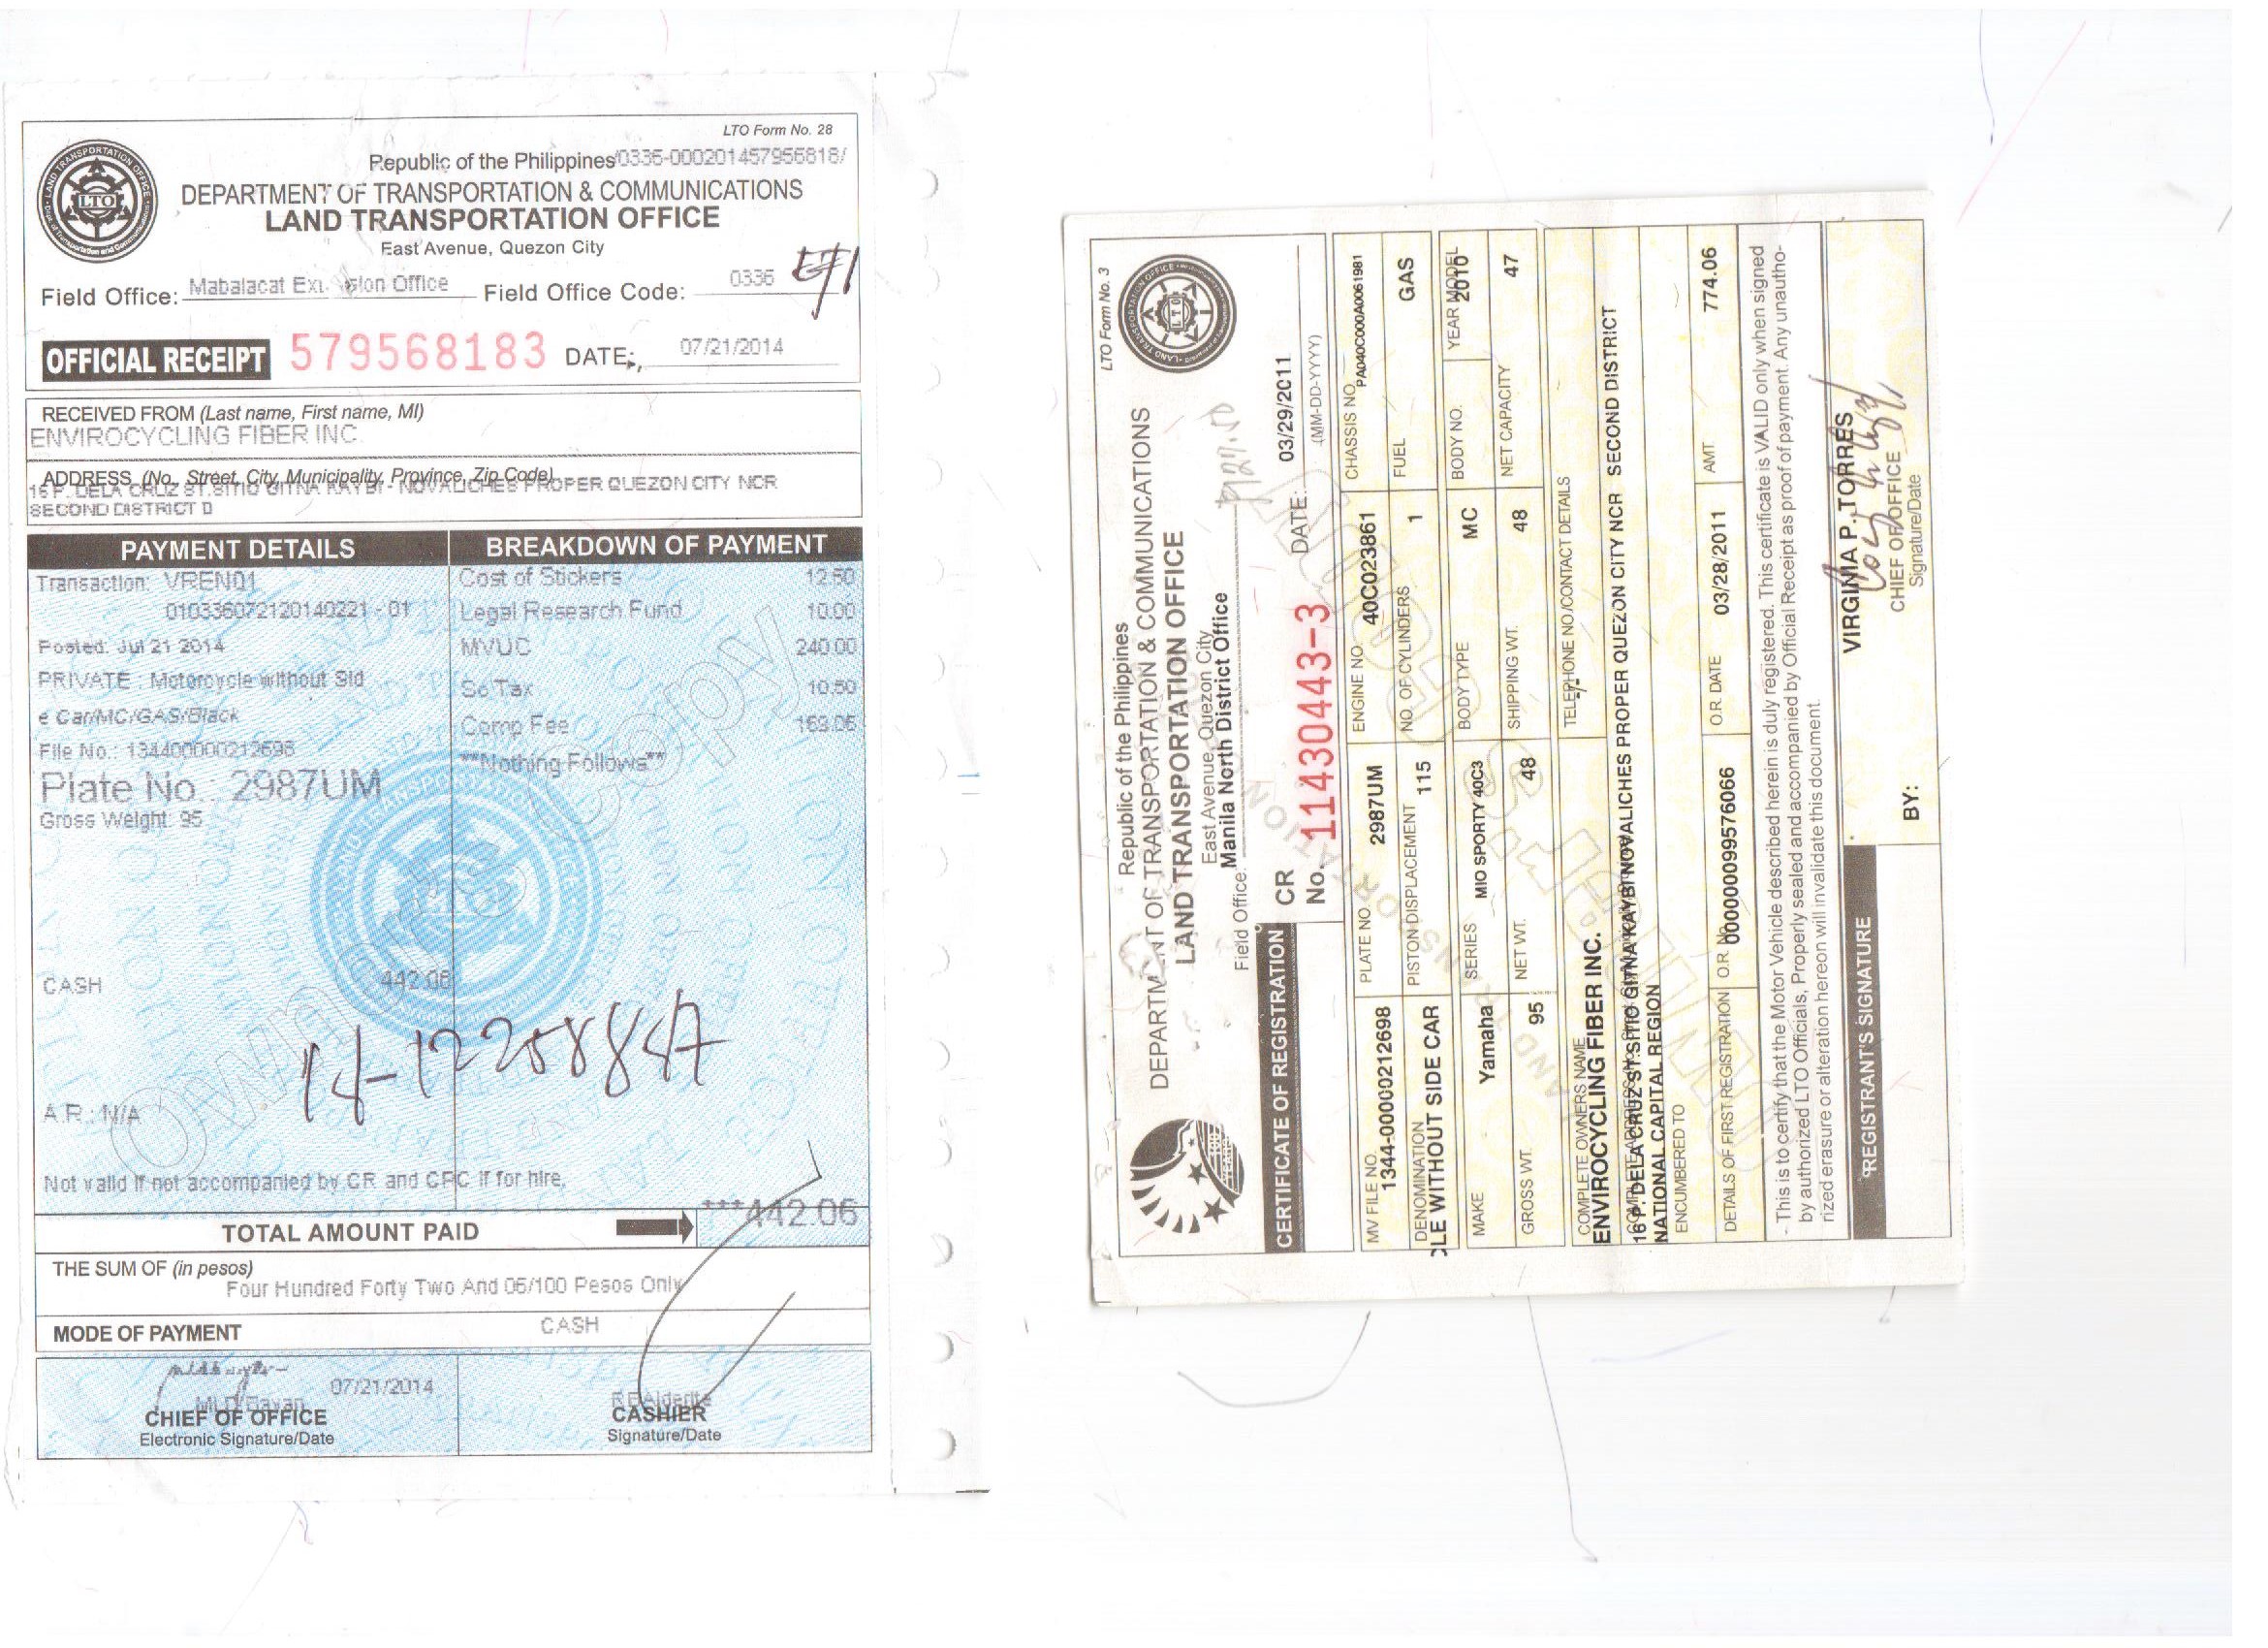 LTO Form No. 28
Republic of the Philippines
DEPARTMENT OF TRANSPORTATION & COMMUNICATIONS
LAND TRANSPORTATION OFFICE
East Avenue, Quezon City
Field Office: Mabalacat Office Field Office Code: 0336
OFFICIAL RECEIPT 579568183 DATE: 07/21/2014
RECEIVED FROM (Last name, First name, MI)
ENVIROCYCLING FIBER INC.
ADDRESS (No., Street, City, Municipality, Province, Zip Code)
16 P. DELA CRUZ ST.SITIO GITNA KAYBI - NOVALICHES PROPER QUEZON CITY NCR
SECOND DISTRICT D
PAYMENT DETAILS BREAKDOWN OF PAYMENT
Transaction: VREN01 Cost of Stickers 12.50
010336072120140221 - 01 Legal Research Fund 10.00
Posted: Jul 21 2014 MVUC 240.00
PRIVATE : Motorcycle without Sid Sc Tax 10.50
e Car/MC/GAS/Black Comp Fee 169.06
File No.: 134400000212698 **Nothing Follows**
Plate No.: 2987UM
Gross Weight: 95
CASH 442.06
A.R.: N/A
Owner's Copy
Not valid if not accompanied by CR and CPC if for hire.
TOTAL AMOUNT PAID ***442.06
THE SUM OF (in pesos)
Four Hundred Forty Two And 06/100 Pesos Only
MODE OF PAYMENT CASH
07/21/2014
CHIEF OF OFFICE CASHIER
Electronic Signature/Date Signature/Date
LTO Form No. 3
Republic of the Philippines
DEPARTMENT OF TRANSPORTATION & COMMUNICATIONS
LAND TRANSPORTATION OFFICE
East Avenue, Quezon City
Field Office: Manila North District Office
CERTIFICATE OF REGISTRATION CR No. 11430443-3 DATE: 03/29/2011
(MM-DD-YYYY)
MV FILE NO. PLATE NO. ENGINE NO. CHASSIS NO.
1344-00000212698 2987UM 40C023861 PA040C000A0061981
DENOMINATION PISTON DISPLACEMENT NO. OF CYLINDERS FUEL
CLE WITHOUT SIDE CAR 115 1 GAS
MAKE SERIES BODY TYPE BODY NO. YEAR MODEL
Yamaha MIO SPORTY 40C3 MC 2010
GROSS WT. NET WT. SHIPPING WT. NET CAPACITY
95 48 48 47
COMPLETE OWNERS NAME TELEPHONE NO./CONTACT DETAILS
ENVIROCYCLING FIBER INC.
16 P. DELA CRUZ ST.SITIO GITNA KAYBI NOVALICHES PROPER QUEZON CITY NCR SECOND DISTRICT
NATIONAL CAPITAL REGION
ENCUMBERED TO
DETAILS OF FIRST REGISTRATION O.R. No. 000000099576066 O.R. DATE 03/28/2011 AMT 774.06
- This is to certify that the Motor Vehicle described herein is duly registered. This certificate is VALID only when signed
by authorized LTO Officials, Properly sealed and accompanied by Official Receipt as proof of payment. Any unautho-
rized erasure or alteration hereon will invalidate this document.
REGISTRANT'S SIGNATURE VIRGINIA P. TORRES
BY: CHIEF OF OFFICE
Signature/Date